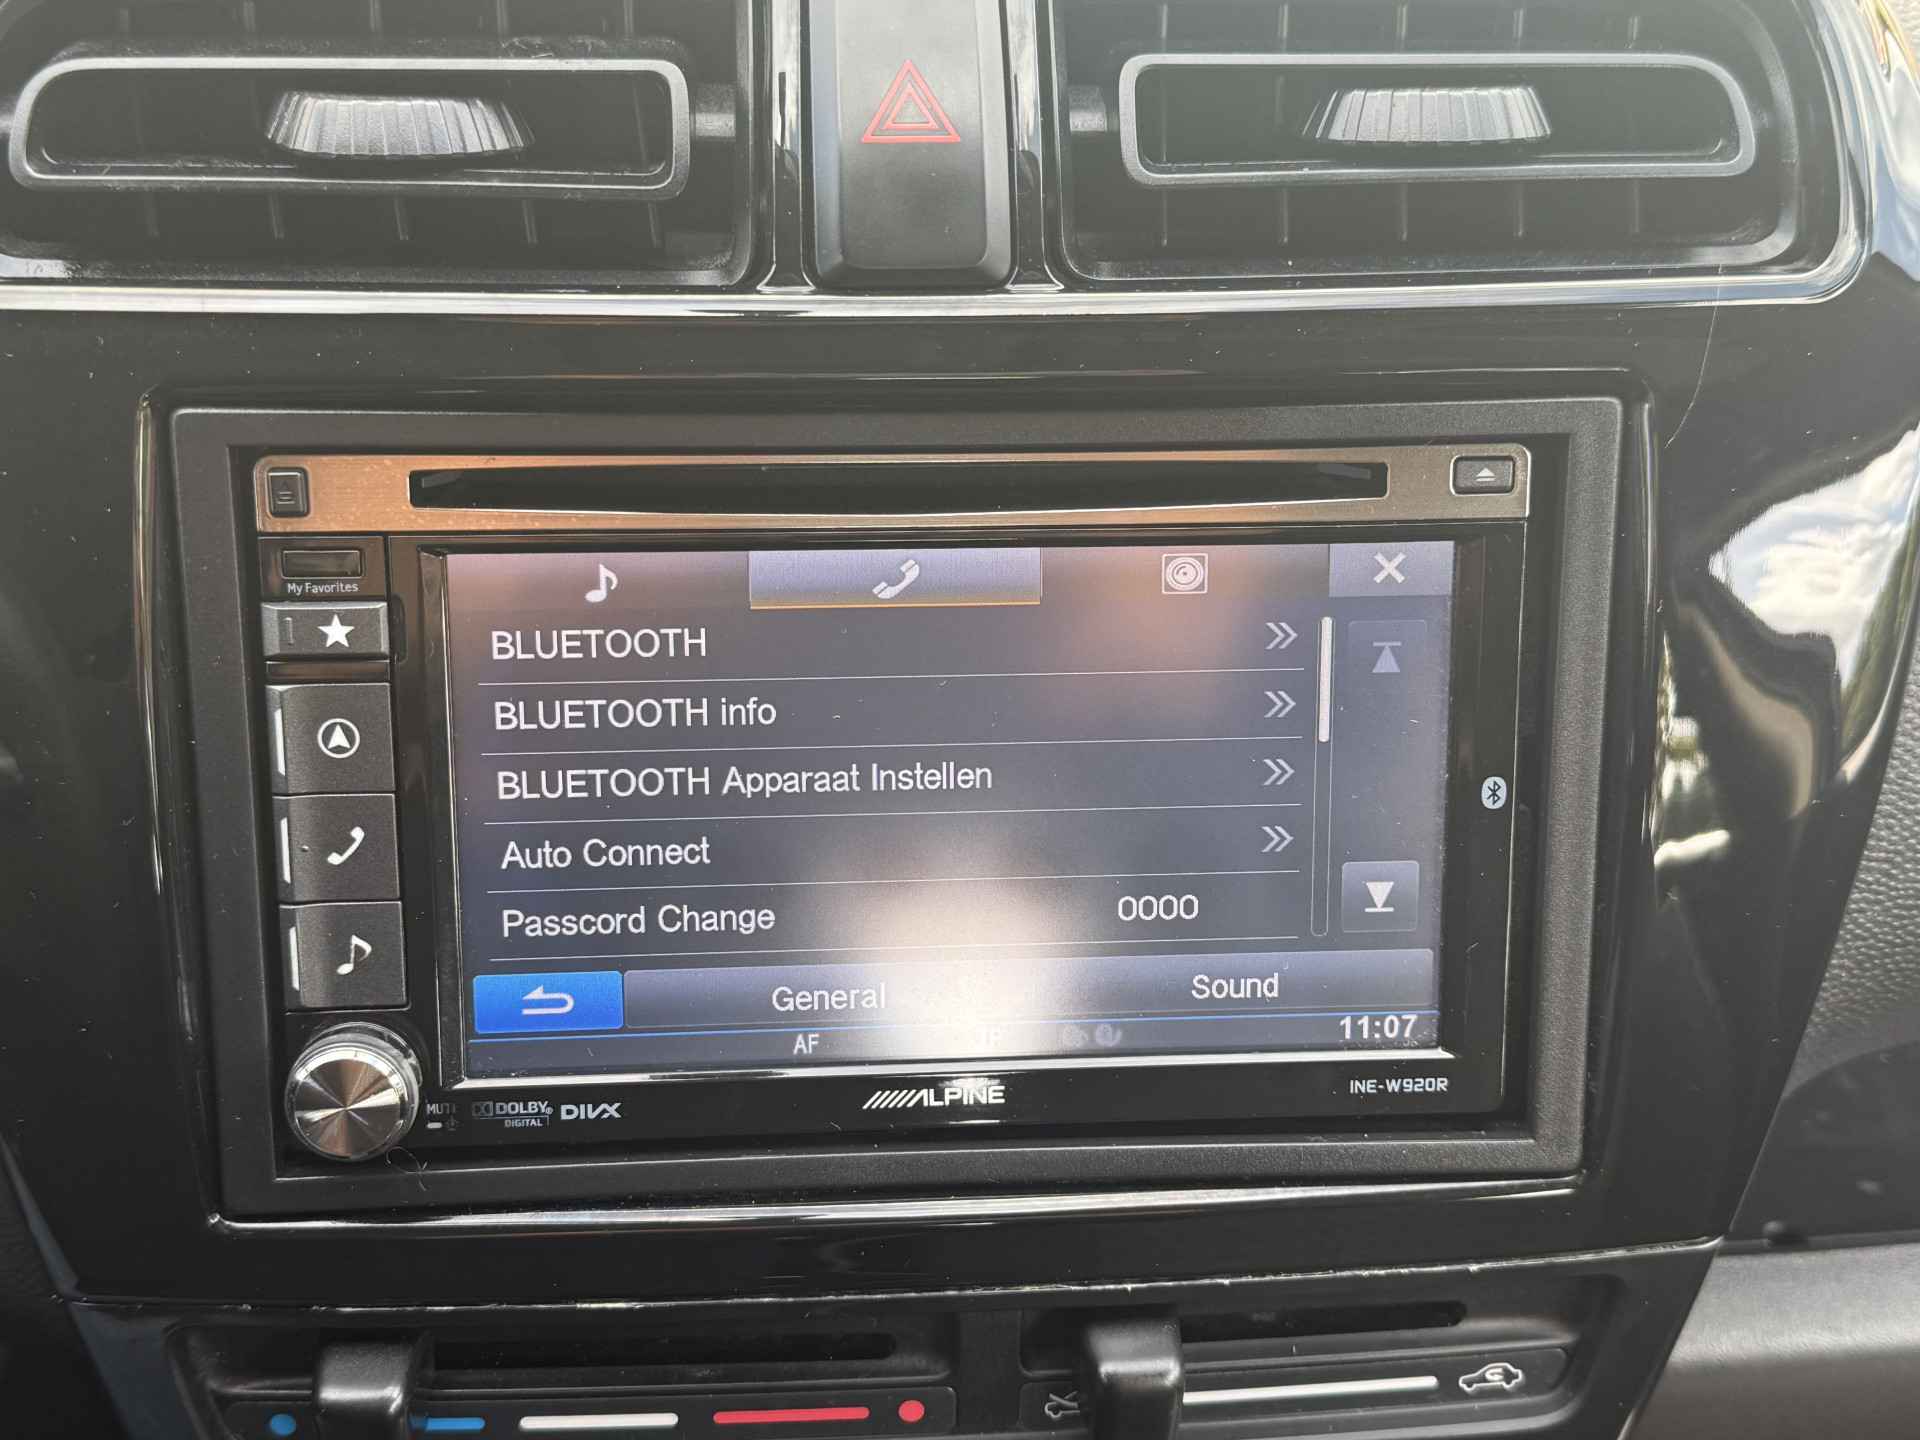 My Favorites
BLUETOOTH
BLUETOOTH info
BLUETOOTH Apparaat Instellen
Auto Connect
Passcord Change 0000
General Sound
AF
11:07
MUTE
DOLBY DIGITAL
DIVX
ALPINE
INE-W920R